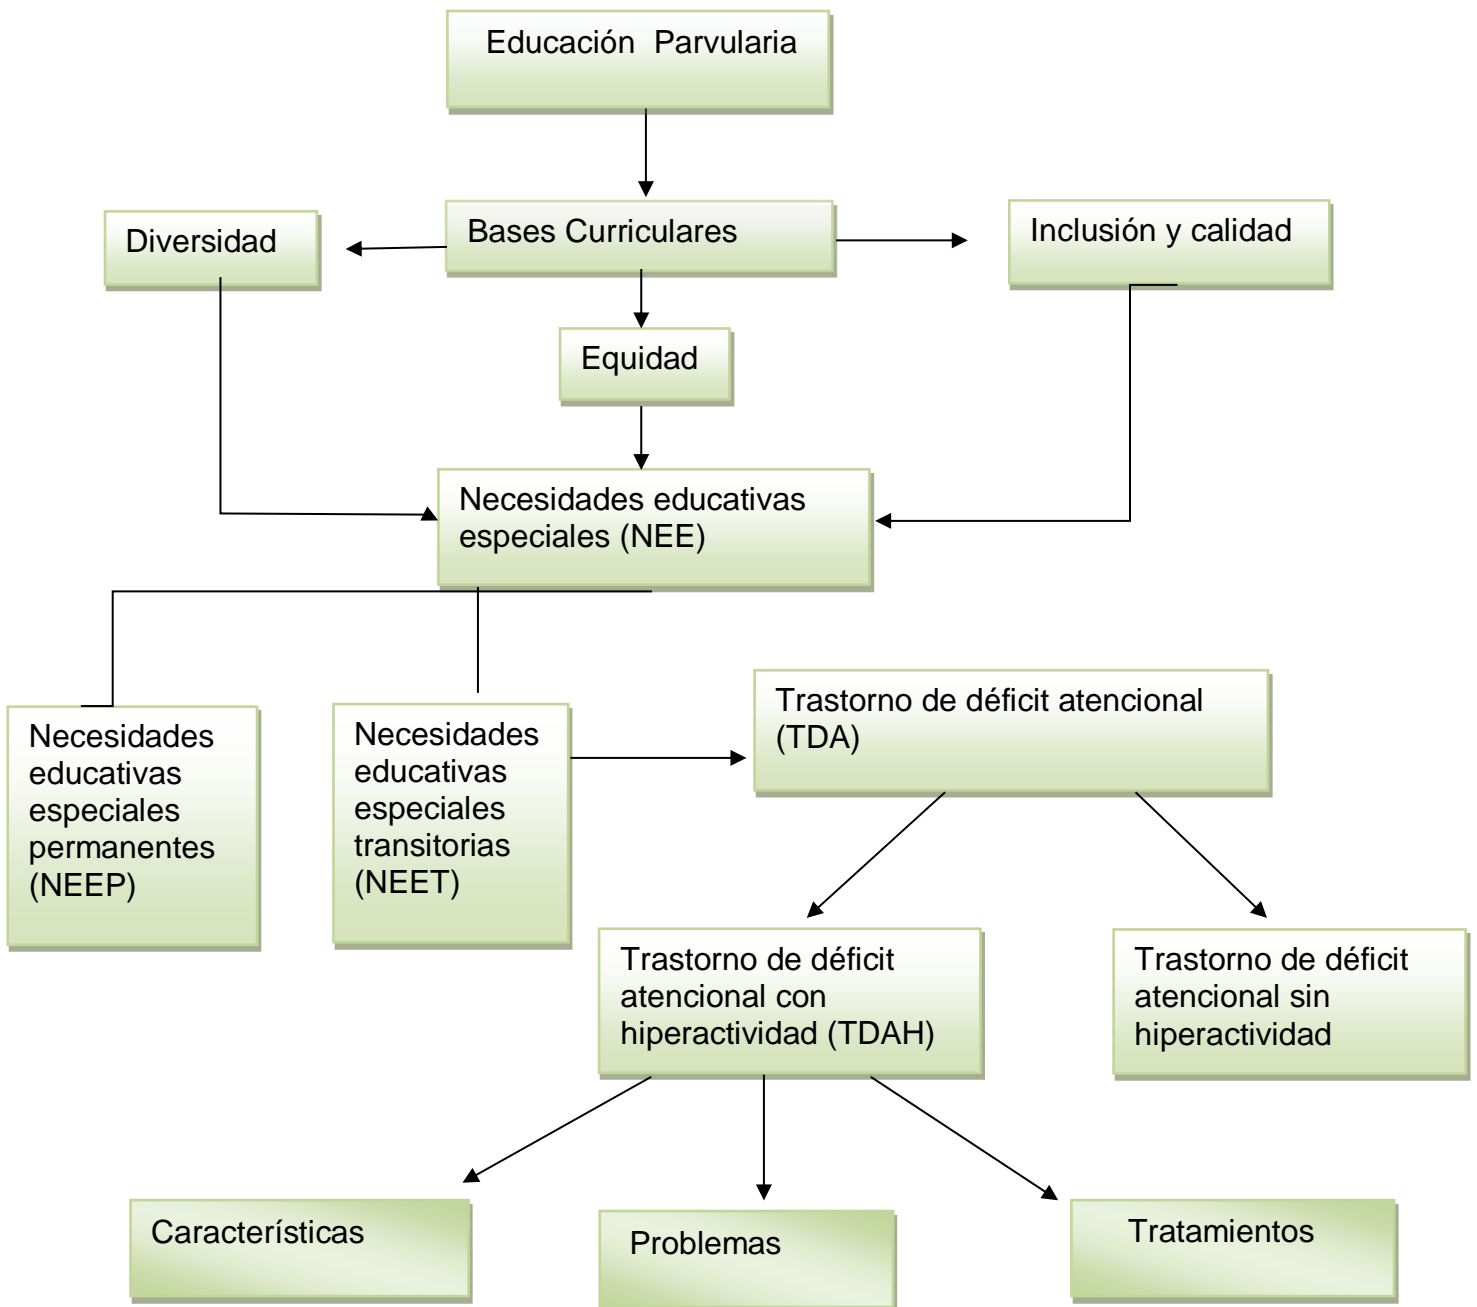 Educación Parvularia
Diversidad
Bases Curriculares
Inclusión y calidad
Equidad
Necesidades educativas
especiales (NEE)
Necesidades
educativas
especiales
permanentes
(NEEP)
Necesidades
educativas
especiales
transitorias
(NEET)
Trastorno de déficit atencional
(TDA)
Trastorno de déficit
atencional con
hiperactividad (TDAH)
Trastorno de déficit
atencional sin
hiperactividad
Características
Problemas
Tratamientos